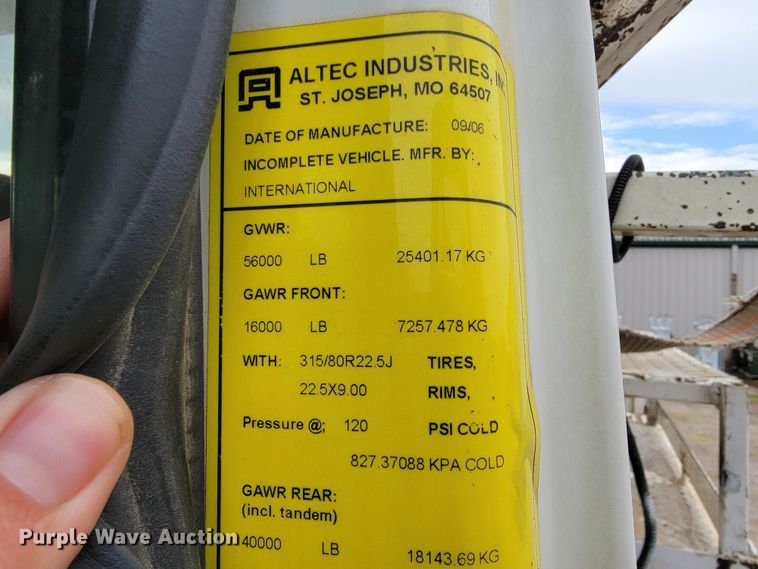 ALTEC INDUSTRIES, IN
ST. JOSEPH, MO 64507
DATE OF MANUFACTURE: 09/06
INCOMPLETE VEHICLE. MFR. BY:
INTERNATIONAL
GVWR:
56000 LB 25401.17 KG
GAWR FRONT:
16000 LB 7257.478 KG
WITH: 315/80R22.5J TIRES,
22.5X9.00 RIMS,
Pressure @; 120 PSI COLD
827.37088 KPA COLD
GAWR REAR:
(incl. tandem)
40000 LB 18143.69 KG
Purple Wave Auction